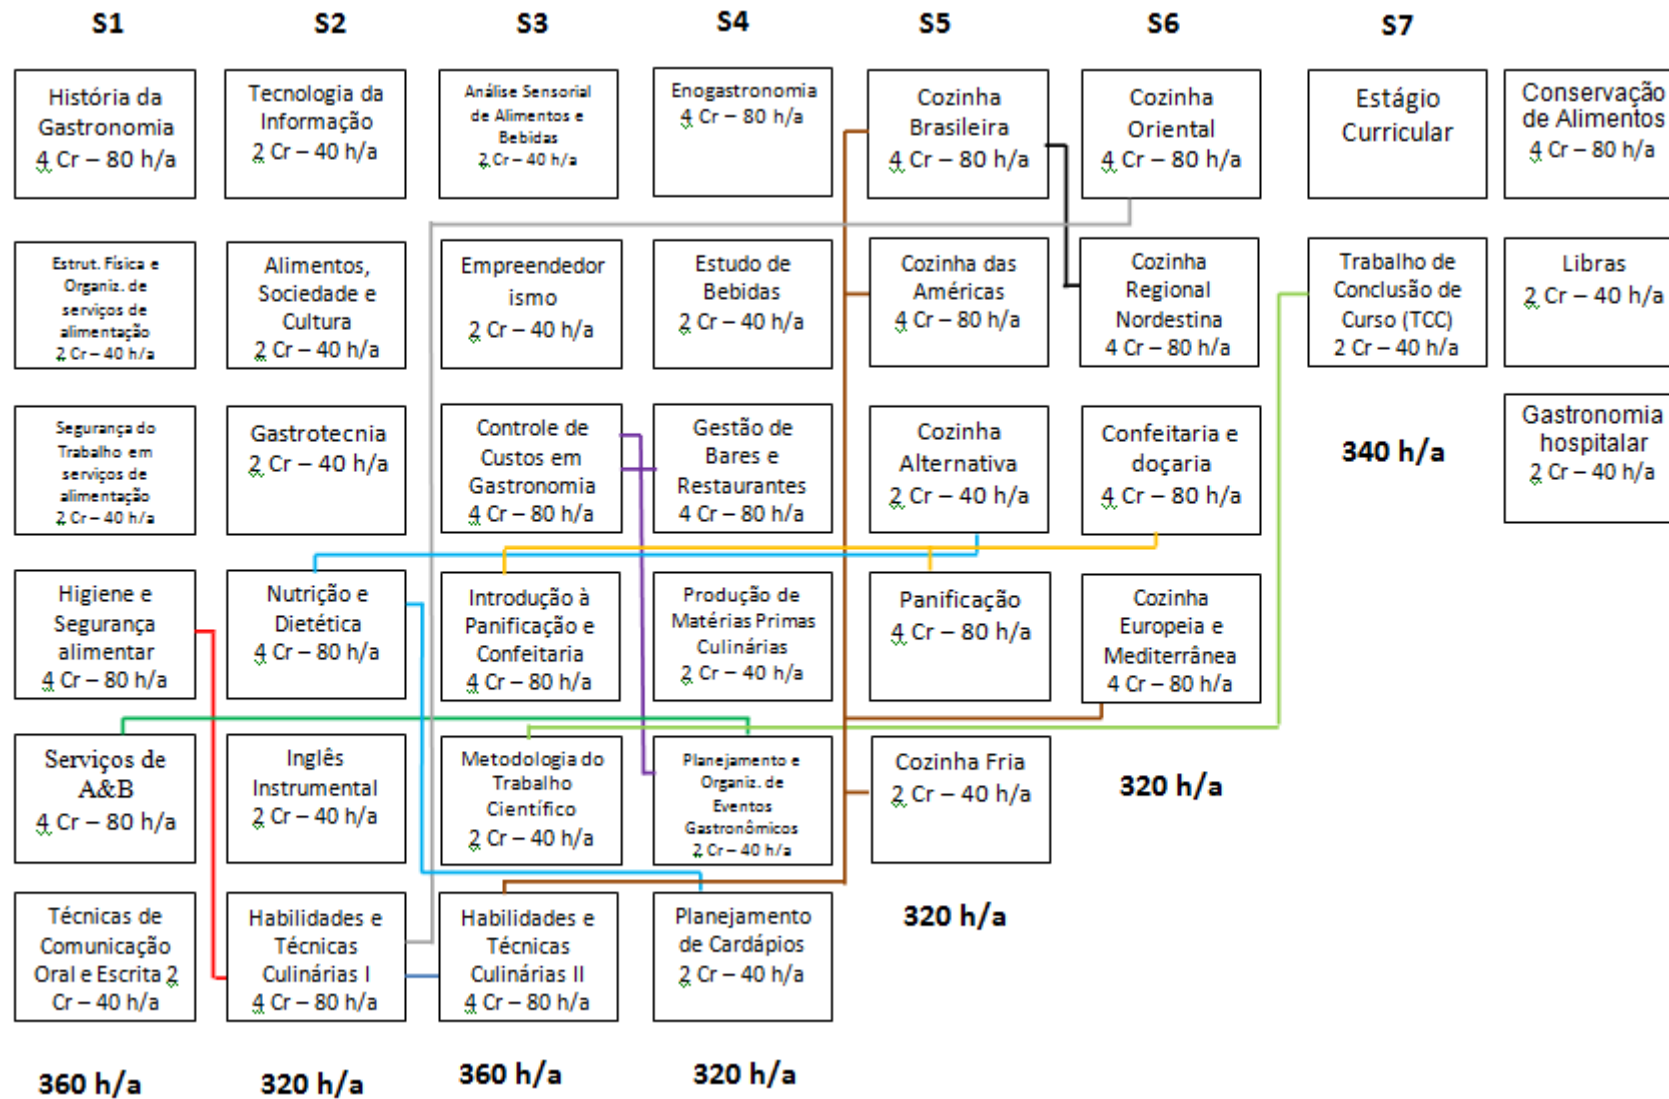 S1
História da
Gastronomia
4 Cr – 80 h/a
Estrut. Física e
Organiz. de
serviços de
alimentação
2 Cr – 40 h/a
Segurança do
Trabalho em
serviços de
alimentação
2 Cr – 40 h/a
Higiene e
Segurança
alimentar
4 Cr – 80 h/a
Serviços de
A&B
4 Cr – 80 h/a
Técnicas de
Comunicação
Oral e Escrita 2
Cr – 40 h/a
360 h/a
S2
Tecnologia da
Informação
2 Cr – 40 h/a
Alimentos,
Sociedade e
Cultura
2 Cr – 40 h/a
Gastrotecnia
2 Cr – 40 h/a
Nutrição e
Dietética
4 Cr – 80 h/a
Inglês
Instrumental
2 Cr – 40 h/a
Habilidades e
Técnicas
Culinárias I
4 Cr – 80 h/a
320 h/a
S3
Análise Sensorial
de Alimentos e
Bebidas
2 Cr – 40 h/a
Empreendedor
ismo
2 Cr – 40 h/a
Controle de
Custos em
Gastronomia
4 Cr – 80 h/a
Introdução à
Panificação e
Confeitaria
4 Cr – 80 h/a
Metodologia do
Trabalho
Científico
2 Cr – 40 h/a
Habilidades e
Técnicas
Culinárias II
4 Cr – 80 h/a
360 h/a
S4
Enogastronomia
4 Cr – 80 h/a
Estudo de
Bebidas
2 Cr – 40 h/a
Gestão de
Bares e
Restaurantes
4 Cr – 80 h/a
Produção de
Matérias Primas
Culinárias
2 Cr – 40 h/a
Planejamento e
Organiz. de
Eventos
Gastronômicos
2 Cr – 40 h/a
Planejamento
de Cardápios
2 Cr – 40 h/a
320 h/a
S5
Cozinha
Brasileira
4 Cr – 80 h/a
Cozinha das
Américas
4 Cr – 80 h/a
Cozinha
Alternativa
2 Cr – 40 h/a
Panificação
4 Cr – 80 h/a
Cozinha Fria
2 Cr – 40 h/a
320 h/a
S6
Cozinha
Oriental
4 Cr – 80 h/a
Cozinha
Regional
Nordestina
4 Cr – 80 h/a
Confeitaria e
doçaria
4 Cr – 80 h/a
Cozinha
Europeia e
Mediterrânea
4 Cr – 80 h/a
320 h/a
S7
Estágio
Curricular
Trabalho de
Conclusão de
Curso (TCC)
2 Cr – 40 h/a
340 h/a
Conservação
de Alimentos
4 Cr – 80 h/a
Libras
2 Cr – 40 h/a
Gastronomia
hospitalar
2 Cr – 40 h/a